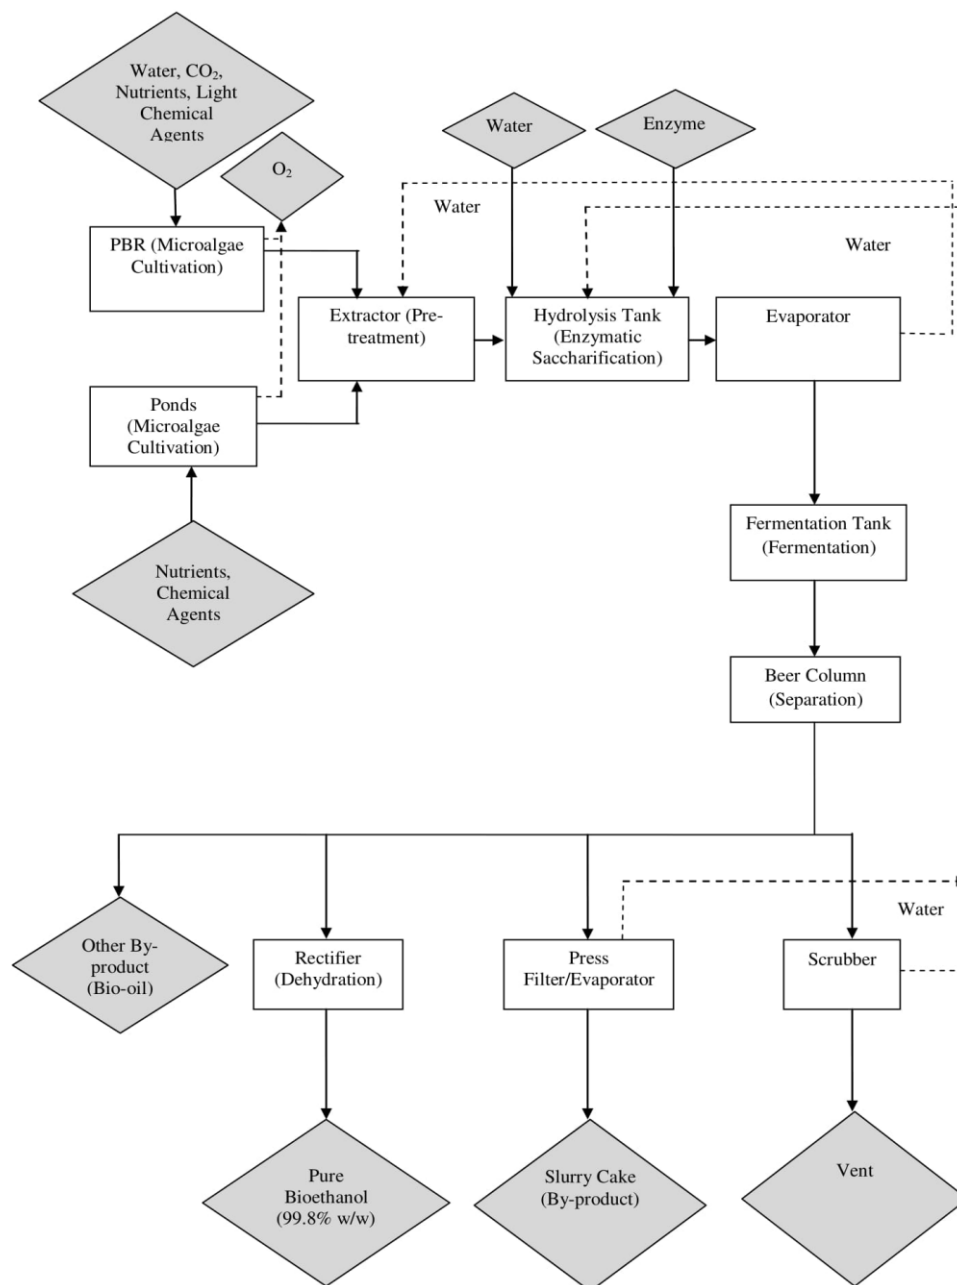 Water, CO₂,
Nutrients, Light
Chemical
Agents
O₂
Water
Enzyme
Water
Water
PBR (Microalgae
Cultivation)
Extractor (Pre-
treatment)
Hydrolysis Tank
(Enzymatic
Saccharification)
Evaporator
Ponds
(Microalgae
Cultivation)
Nutrients,
Chemical
Agents
Fermentation Tank
(Fermentation)
Beer Column
(Separation)
Water
Other By-
product
(Bio-oil)
Rectifier
(Dehydration)
Press
Filter/Evaporator
Scrubber
Pure
Bioethanol
(99.8% w/w)
Slurry Cake
(By-product)
Vent